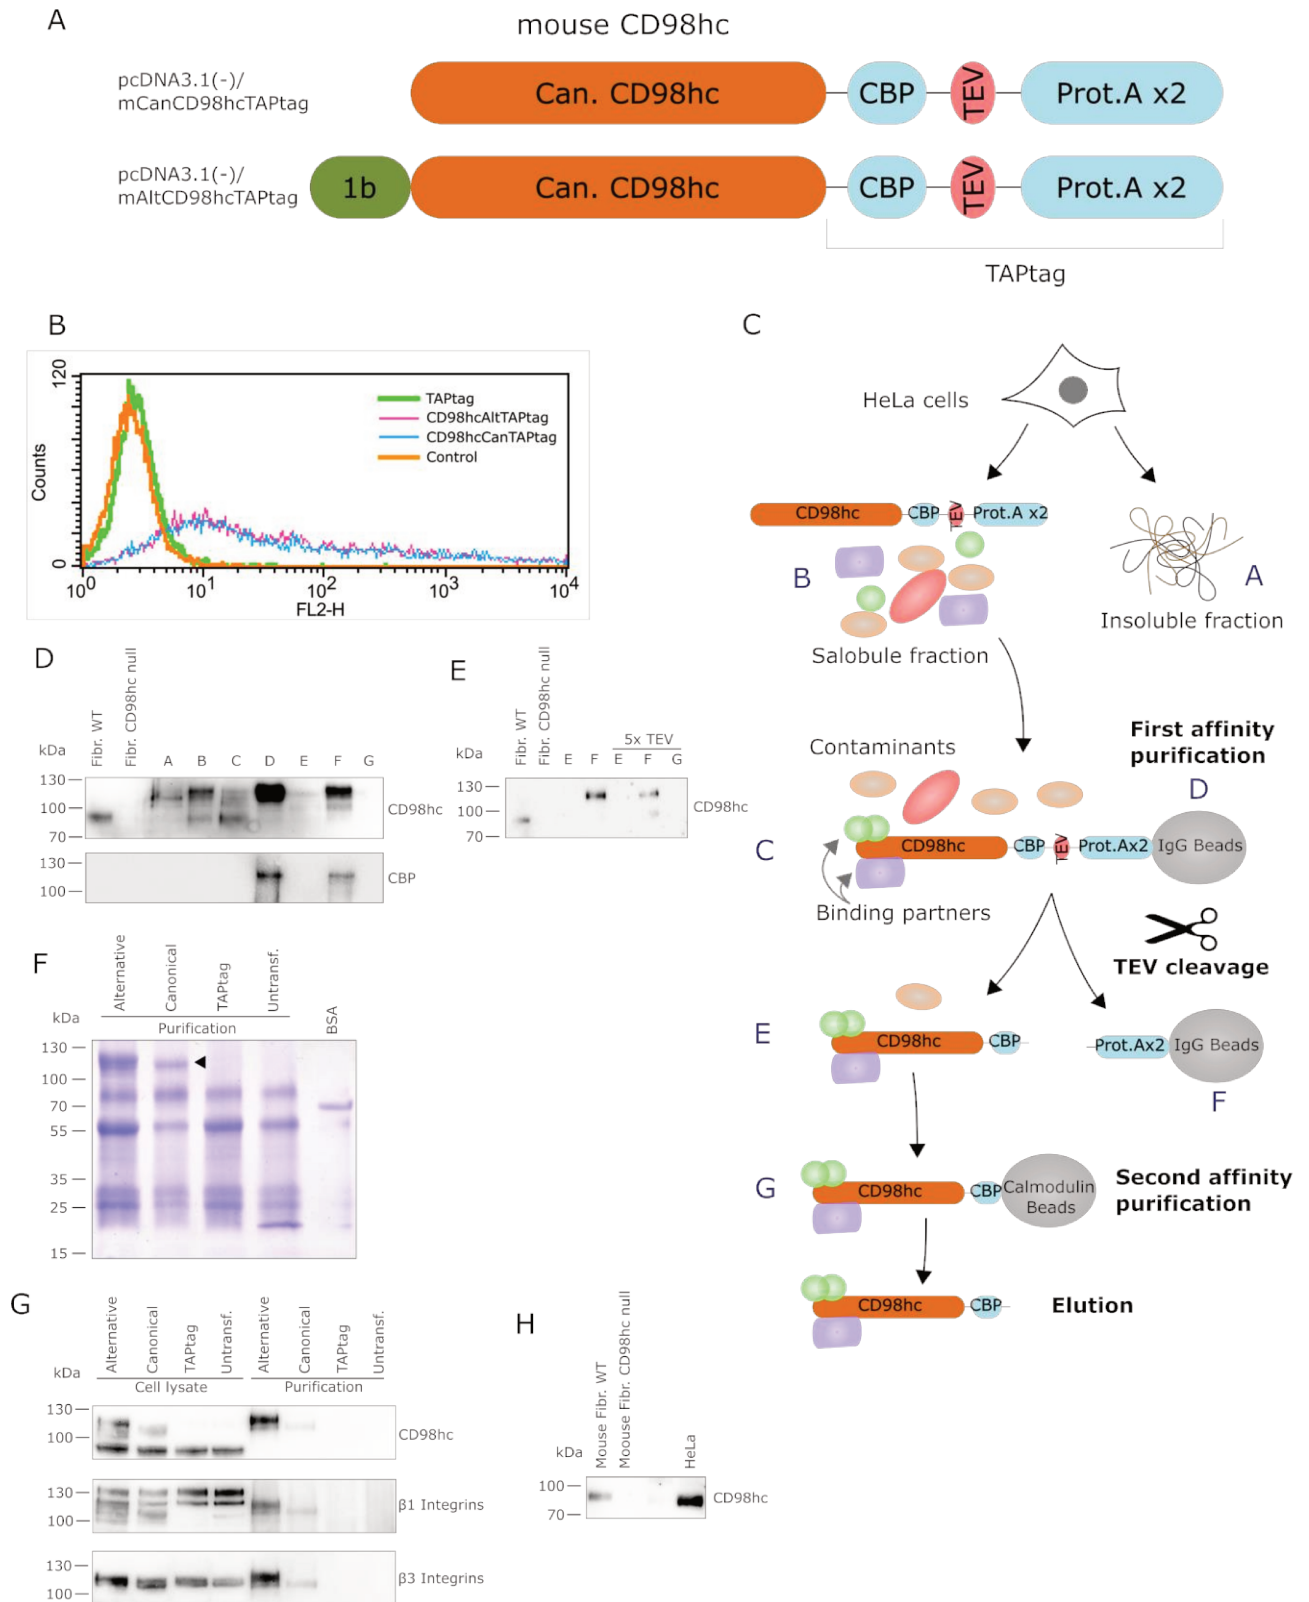 A
mouse CD98hc
pcDNA3.1(-)/
mCanCD98hcTAPtag
Can. CD98hc
CBP
TEV
Prot.A x2
pcDNA3.1(-)/
mAltCD98hcTAPtag
1b
Can. CD98hc
CBP
TEV
Prot.A x2
TAPtag
B
120
0
Counts
TAPtag
CD98hcAltTAPtag
CD98hcCanTAPtag
Control
10^0 10^1 10^2 10^3 10^4
FL2-H
C
HeLa cells
CD98hc CBP TEV Prot.A x2
B
A
Salobule fraction
Insoluble fraction
Contaminants
First affinity
purification
D
C
CD98hc CBP TEV Prot.Ax2 IgG Beads
Binding partners
TEV cleavage
E
CD98hc CBP
Prot.Ax2 IgG Beads
F
G
CD98hc CBP Calmodulin
Beads
Second affinity
purification
CD98hc CBP
Elution
D
Fibr. WT
Fibr. CD98hc null
kDa
A B C D E F G
130
100
70
CD98hc
130
100
CBP
E
Fibr. WT
Fibr. CD98hc null
5x TEV
kDa
E F E F G
130
100
70
CD98hc
F
Alternative
Canonical
TAPtag
Untransf.
BSA
Purification
kDa
130
100
70
55
35
25
15
G
Alternative
Canonical
TAPtag
Untransf.
Alternative
Canonical
TAPtag
Untransf.
kDa
Cell lysate
Purification
130
100
CD98hc
130
100
β1 Integrins
130
100
β3 Integrins
H
Mouse Fibr. WT
Moouse Fibr. CD98hc null
HeLa
kDa
100
70
CD98hc